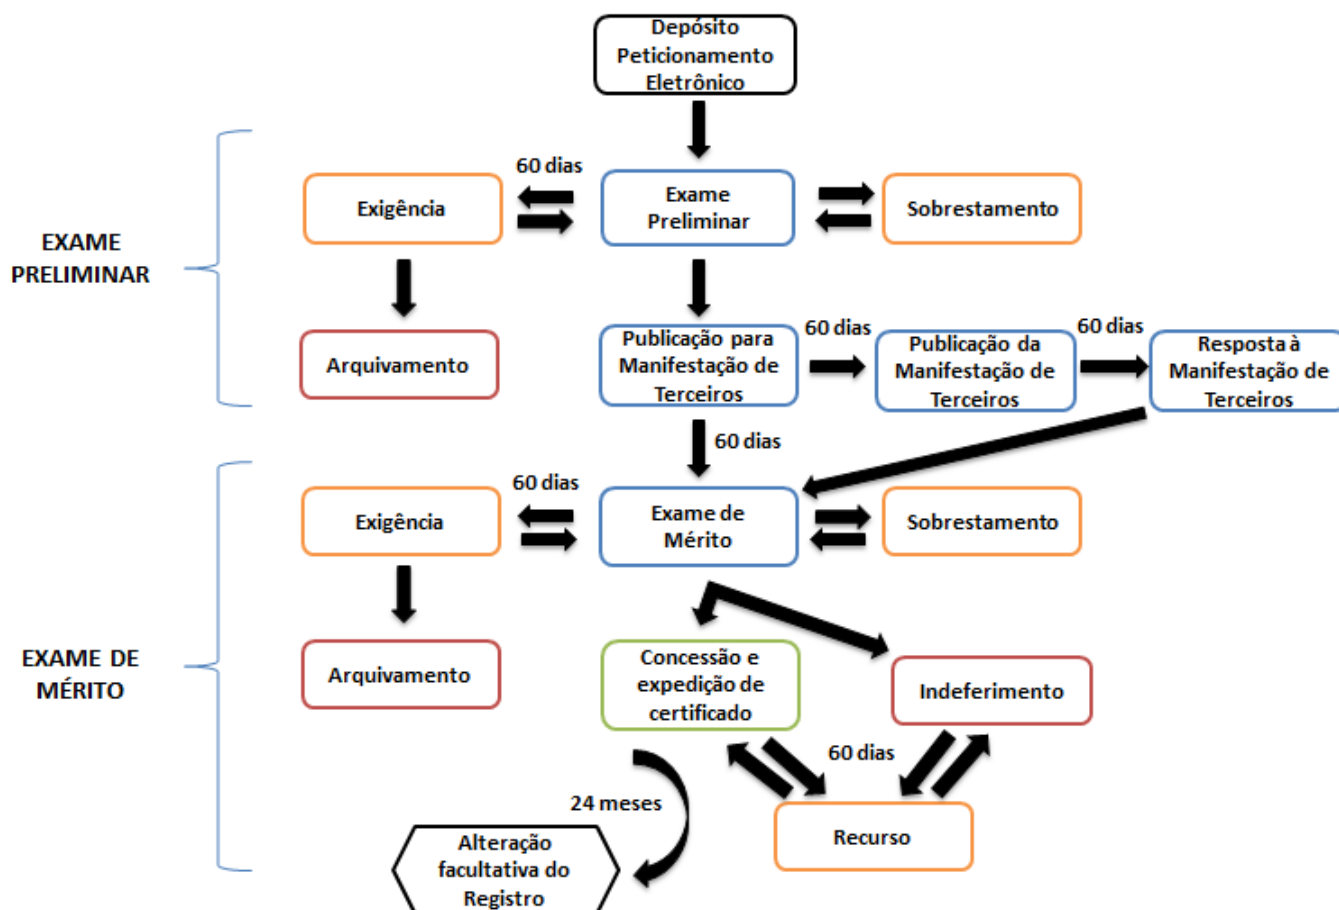 Depósito
Peticionamento
Eletrônico
60 dias
Exigência
Exame
Preliminar
Sobrestamento
EXAME
PRELIMINAR
Arquivamento
Publicação para
Manifestação de
Terceiros
60 dias
Publicação da
Manifestação de
Terceiros
60 dias
Resposta à
Manifestação de
Terceiros
60 dias
60 dias
Exigência
Exame de
Mérito
Sobrestamento
EXAME DE
MÉRITO
Arquivamento
Concessão e
expedição de
certificado
Indeferimento
60 dias
24 meses
Recurso
Alteração
facultativa do
Registro